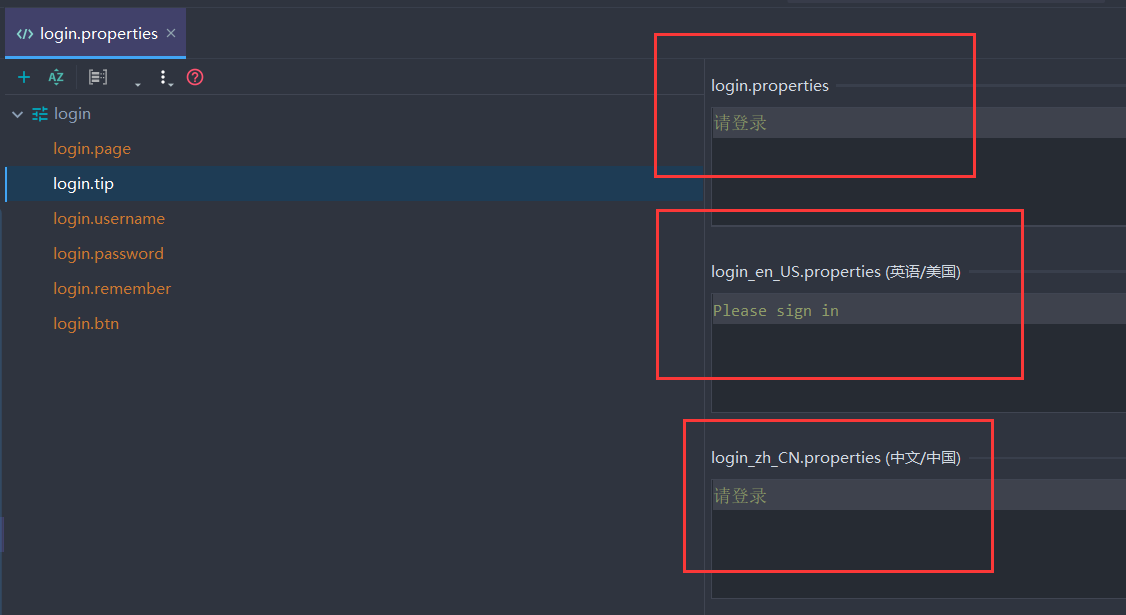 login.properties
AZ
login
login.page
login.tip
login.username
login.password
login.remember
login.btn
login.properties
请登录
login_en_US.properties (英语/美国)
Please sign in
login_zh_CN.properties (中文/中国)
请登录